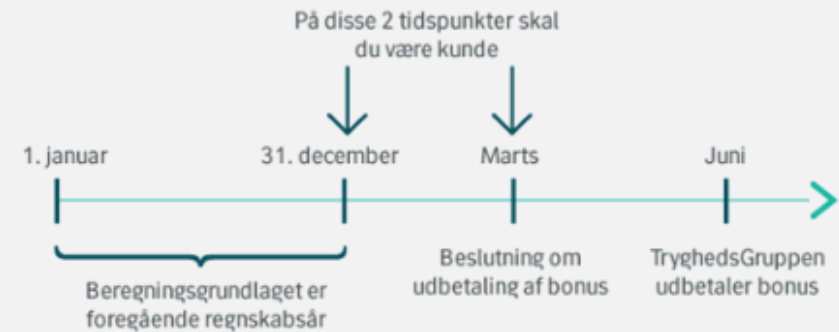 På disse 2 tidspunkter skal
du være kunde
1. januar
31. december
Marts
Juni
Beregningsgrundlaget er
foregående regnskabsår
Beslutning om
udbetaling af bonus
TryghedsGruppen
udbetaler bonus